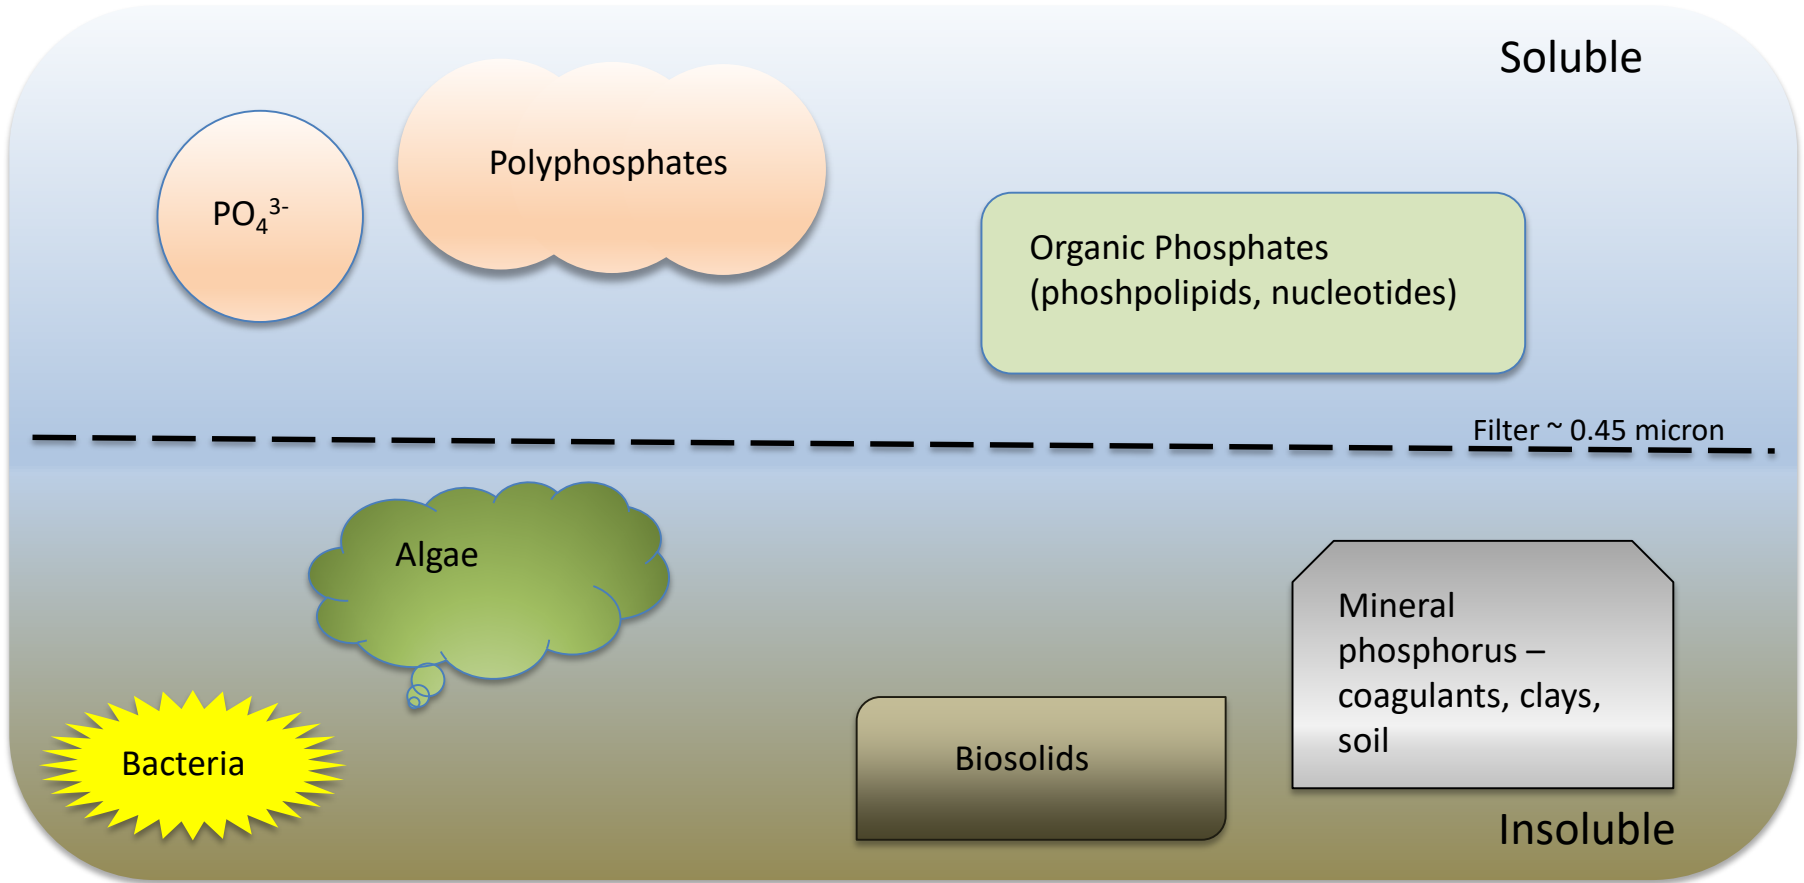 Soluble
Polyphosphates
PO₄³⁻
Organic Phosphates
(phoshpolipids, nucleotides)
Filter ~ 0.45 micron
Algae
Mineral
phosphorus –
coagulants, clays,
soil
Bacteria
Biosolids
Insoluble